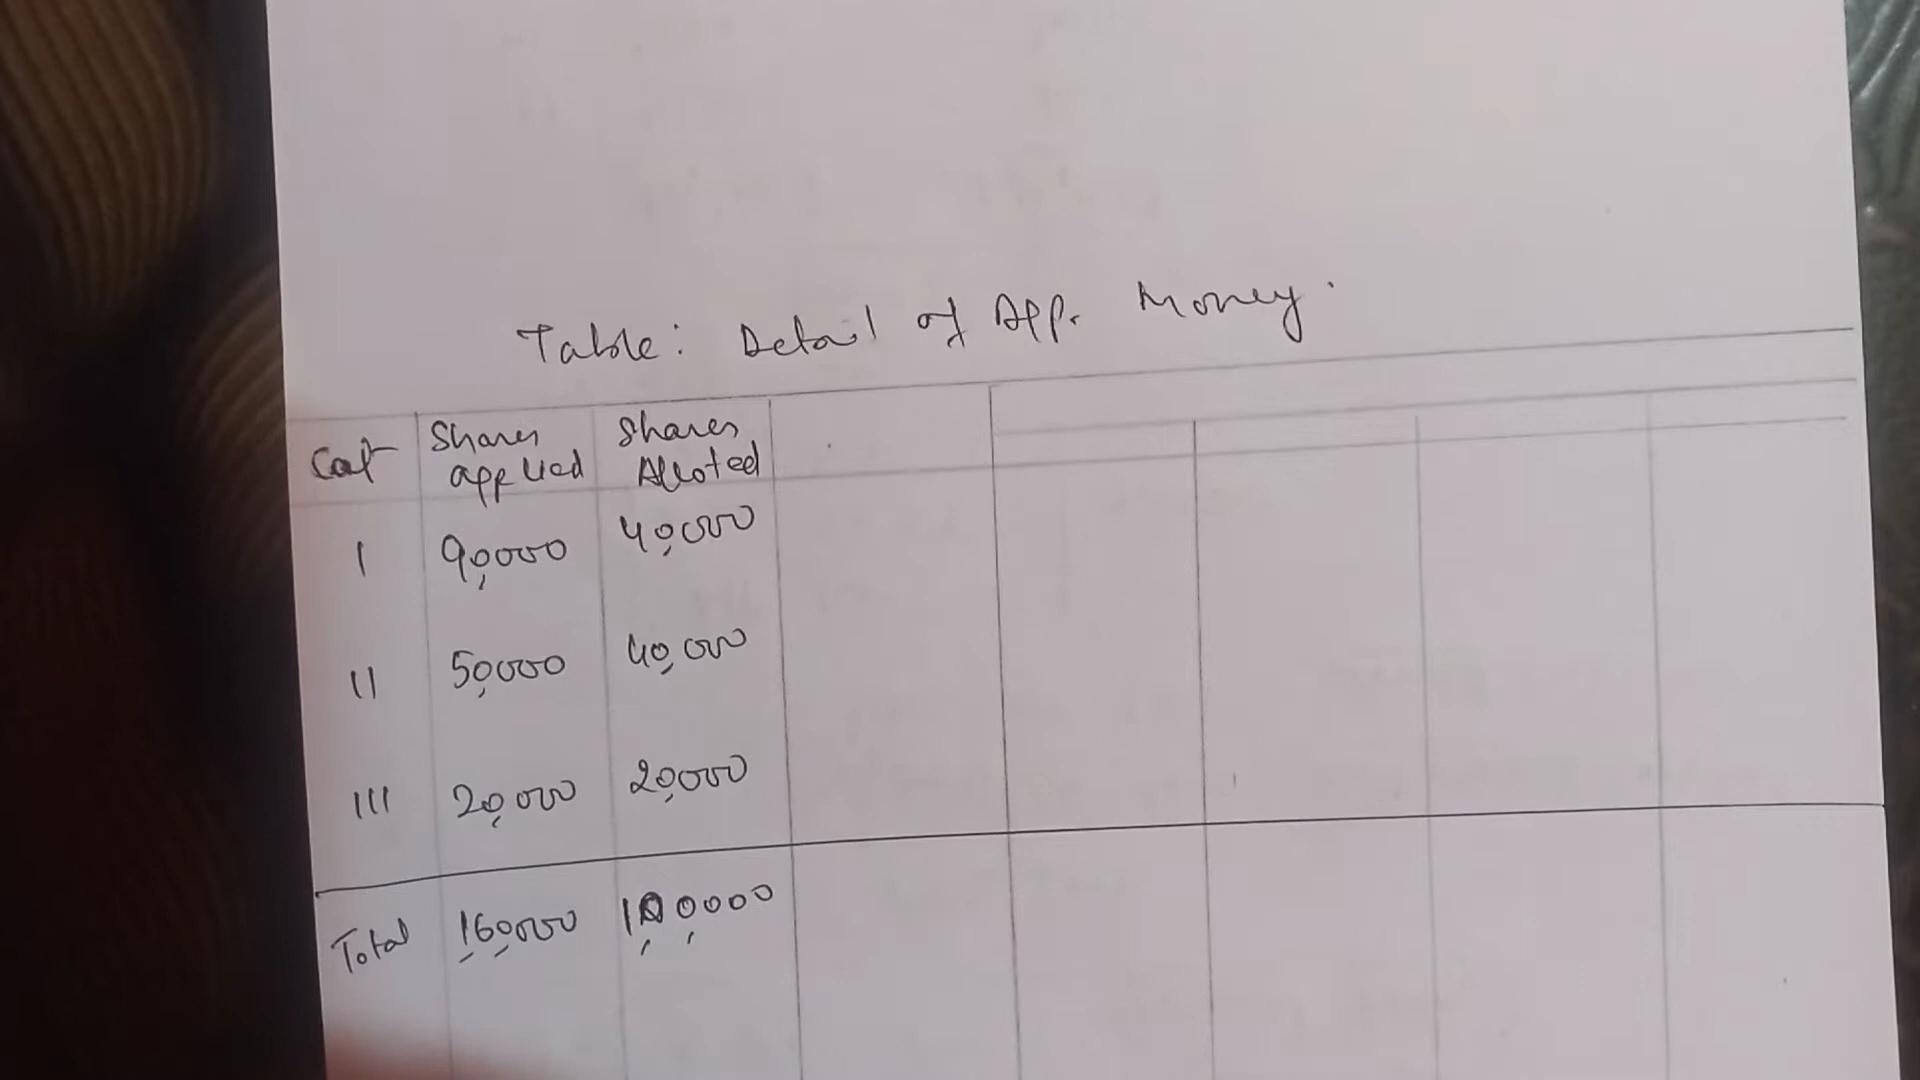 Table: Detail of App. Money.
Cat Shares applied Shares Alloted
I 90,000 40,000
II 50,000 40,000
III 20,000 20,000
Total 1,60,000 1,00,000